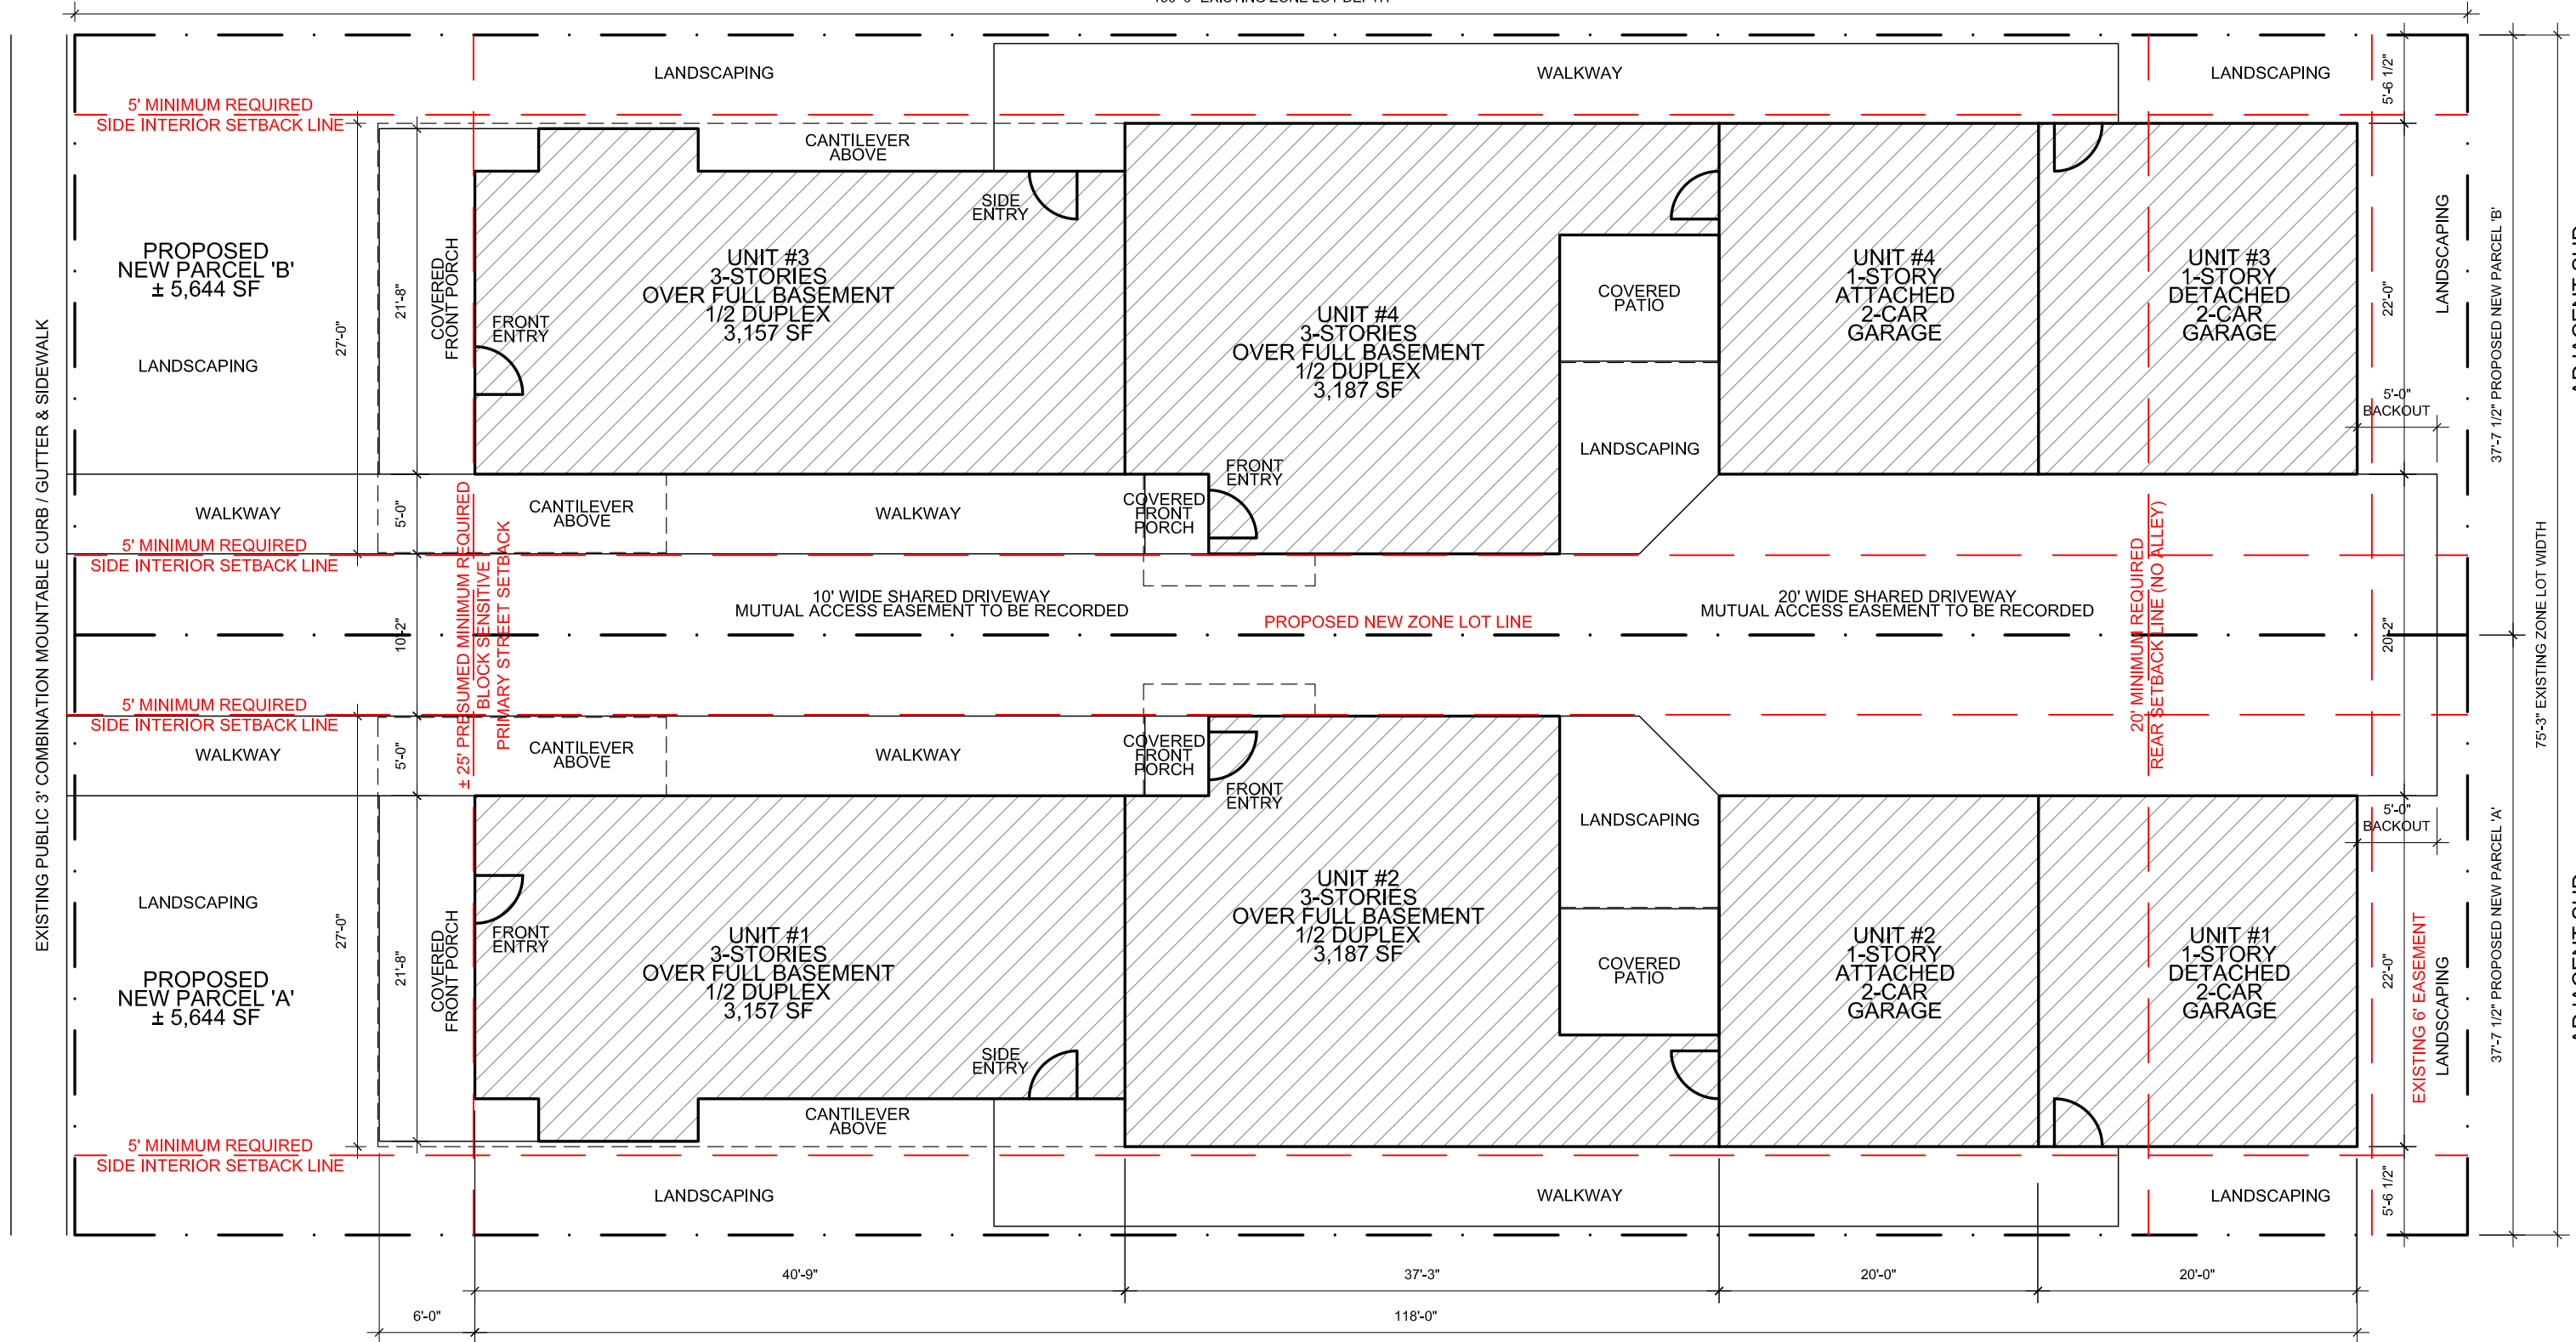 LANDSCAPING
WALKWAY
LANDSCAPING
5'-6 1/2"
5' MINIMUM REQUIRED
SIDE INTERIOR SETBACK LINE
CANTILEVER
ABOVE
SIDE
ENTRY
PROPOSED
NEW PARCEL 'B'
± 5,644 SF
LANDSCAPING
27'-0"
21'-8"
COVERED
FRONT PORCH
FRONT
ENTRY
UNIT #3
3-STORIES
OVER FULL BASEMENT
1/2 DUPLEX
3,157 SF
UNIT #4
3-STORIES
OVER FULL BASEMENT
1/2 DUPLEX
3,187 SF
COVERED
PATIO
LANDSCAPING
UNIT #4
1-STORY
ATTACHED
2-CAR
GARAGE
UNIT #3
1-STORY
DETACHED
2-CAR
GARAGE
22'-0"
LANDSCAPING
37'-7 1/2" PROPOSED NEW PARCEL 'B'
5'-0"
BACKOUT
EXISTING PUBLIC 3' COMBINATION MOUNTABLE CURB / GUTTER & SIDEWALK
WALKWAY
5'-0"
CANTILEVER
ABOVE
WALKWAY
COVERED
FRONT
PORCH
FRONT
ENTRY
5' MINIMUM REQUIRED
SIDE INTERIOR SETBACK LINE
± 25' PRESUMED MINIMUM REQUIRED
BLOCK SENSITIVE
PRIMARY STREET SETBACK
10'-2"
10' WIDE SHARED DRIVEWAY
MUTUAL ACCESS EASEMENT TO BE RECORDED
PROPOSED NEW ZONE LOT LINE
20' WIDE SHARED DRIVEWAY
MUTUAL ACCESS EASEMENT TO BE RECORDED
20' MINIMUM REQUIRED
REAR SETBACK LINE (NO ALLEY)
20'-2"
75'-3" EXISTING ZONE LOT WIDTH
5' MINIMUM REQUIRED
SIDE INTERIOR SETBACK LINE
WALKWAY
5'-0"
CANTILEVER
ABOVE
WALKWAY
COVERED
FRONT
PORCH
FRONT
ENTRY
LANDSCAPING
5'-0"
BACKOUT
LANDSCAPING
PROPOSED
NEW PARCEL 'A'
± 5,644 SF
27'-0"
21'-8"
COVERED
FRONT PORCH
FRONT
ENTRY
UNIT #1
3-STORIES
OVER FULL BASEMENT
1/2 DUPLEX
3,157 SF
UNIT #2
3-STORIES
OVER FULL BASEMENT
1/2 DUPLEX
3,187 SF
COVERED
PATIO
UNIT #2
1-STORY
ATTACHED
2-CAR
GARAGE
UNIT #1
1-STORY
DETACHED
2-CAR
GARAGE
22'-0"
EXISTING 6' EASEMENT
LANDSCAPING
37'-7 1/2" PROPOSED NEW PARCEL 'A'
SIDE
ENTRY
CANTILEVER
ABOVE
5' MINIMUM REQUIRED
SIDE INTERIOR SETBACK LINE
LANDSCAPING
WALKWAY
LANDSCAPING
5'-6 1/2"
40'-9"
37'-3"
20'-0"
20'-0"
6'-0"
118'-0"